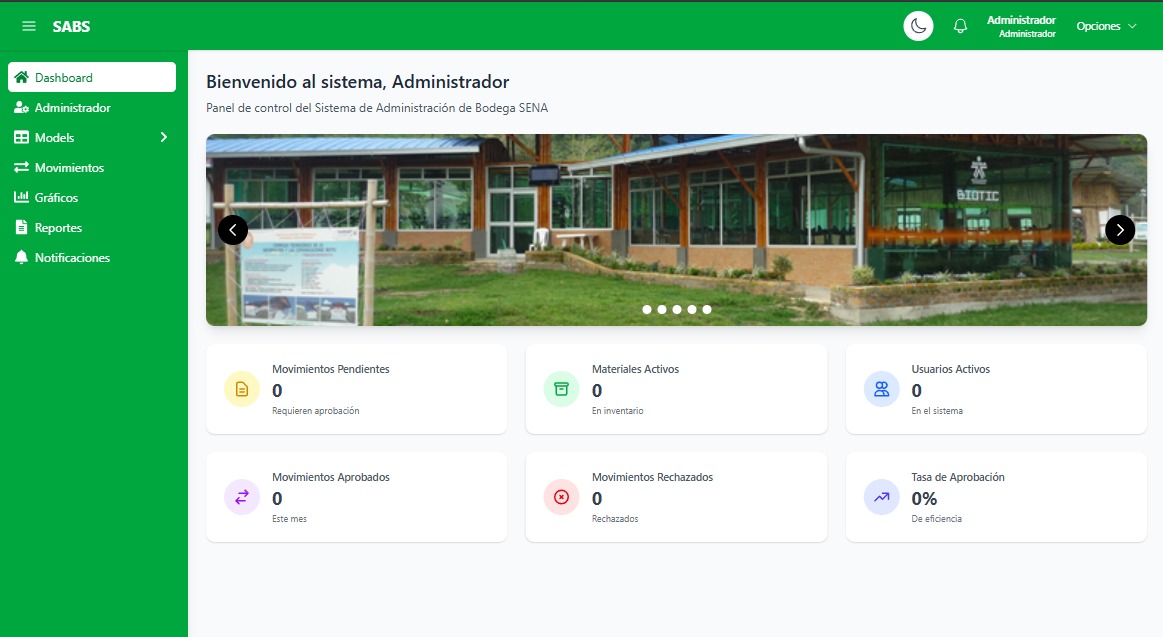 SABS
Administrador
Administrador
Opciones
Dashboard
Administrador
Models
Movimientos
Gráficos
Reportes
Notificaciones
Bienvenido al sistema, Administrador
Panel de control del Sistema de Administración de Bodega SENA
BIOTIC
Movimientos Pendientes
0
Requieren aprobación
Materiales Activos
0
En inventario
Usuarios Activos
0
En el sistema
Movimientos Aprobados
0
Este mes
Movimientos Rechazados
0
Rechazados
Tasa de Aprobación
0%
De eficiencia